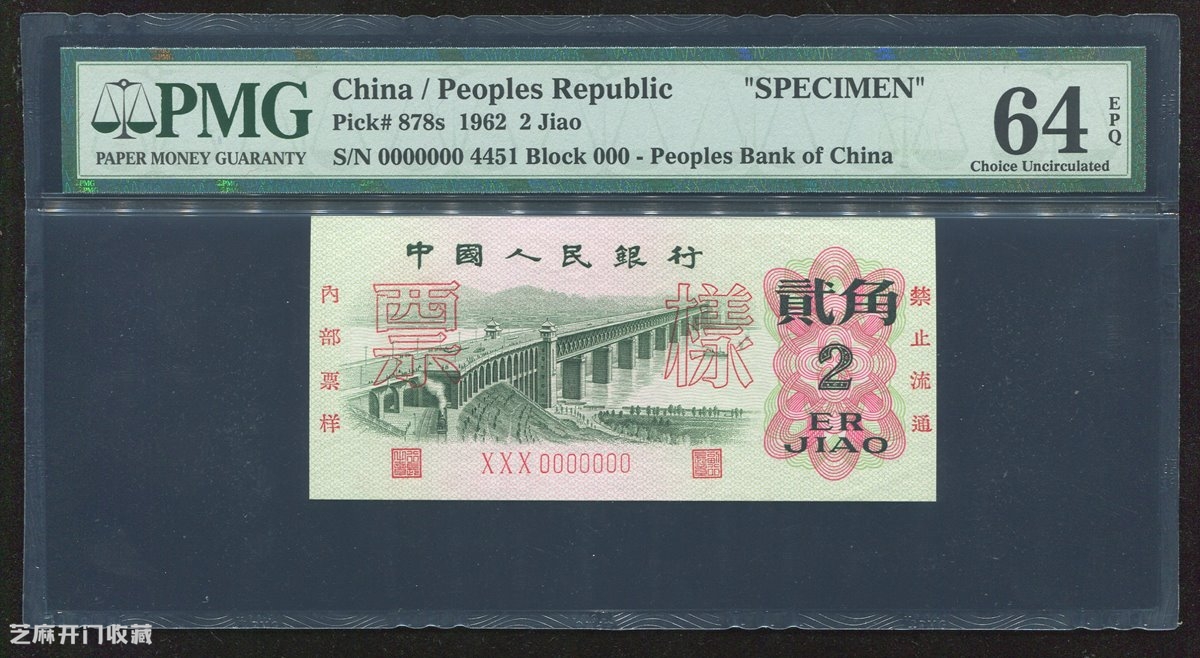 PMG
PAPER MONEY GUARANTY
China / Peoples Republic "SPECIMEN"
Pick# 878s 1962 2 Jiao
S/N 0000000 4451 Block 000 - Peoples Bank of China
64
EPQ
Choice Uncirculated
中國人民銀行
内部票样
票樣
貳角
2
ER
JIAO
禁止流通
XXX 0000000
芝麻开门收藏